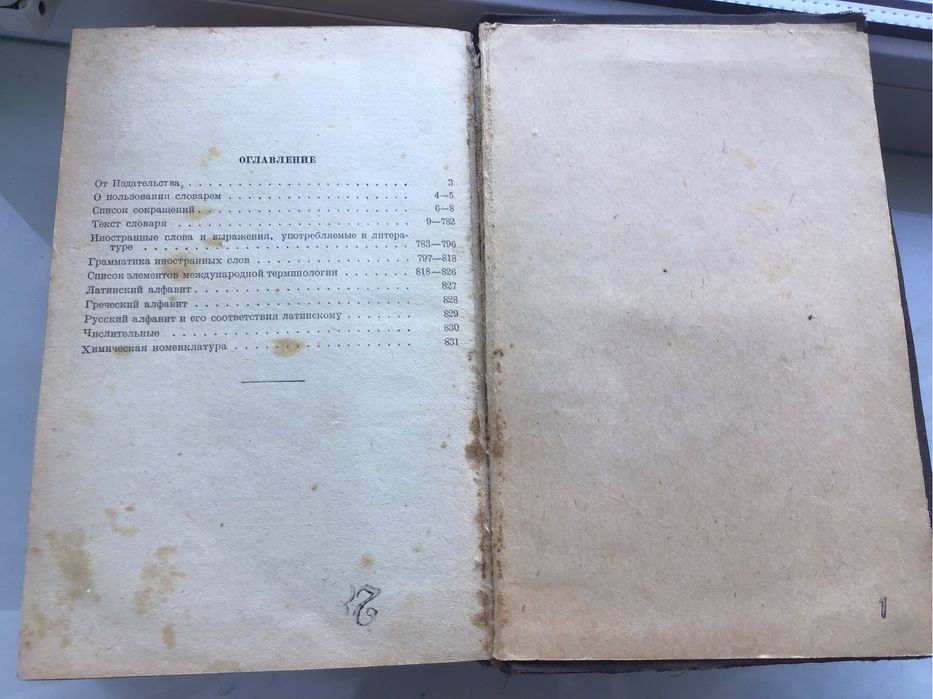 ОГЛАВЛЕНИЕ
От Издательства . . . . . . . . . . . . . . . . . . . 3
О пользовании словарем . . . . . . . . . . . . . . . . 4—5
Список сокращений . . . . . . . . . . . . . . . . . . 6—8
Текст словаря . . . . . . . . . . . . . . . . . . . . 9—782
Иностранные слова и выражения, употребляемые в литера-
туре . . . . . . . . . . . . . . . . . . . . . . 783—796
Грамматика иностранных слов . . . . . . . . . . . . . 797—818
Список элементов международной терминологии . . . . . . 818—826
Латинский алфавит . . . . . . . . . . . . . . . . . . 827
Греческий алфавит . . . . . . . . . . . . . . . . . . 828
Русский алфавит и его соответствия латинскому . . . . . 829
Числительные . . . . . . . . . . . . . . . . . . . . 830
Химическая номенклатура . . . . . . . . . . . . . . . 831
1